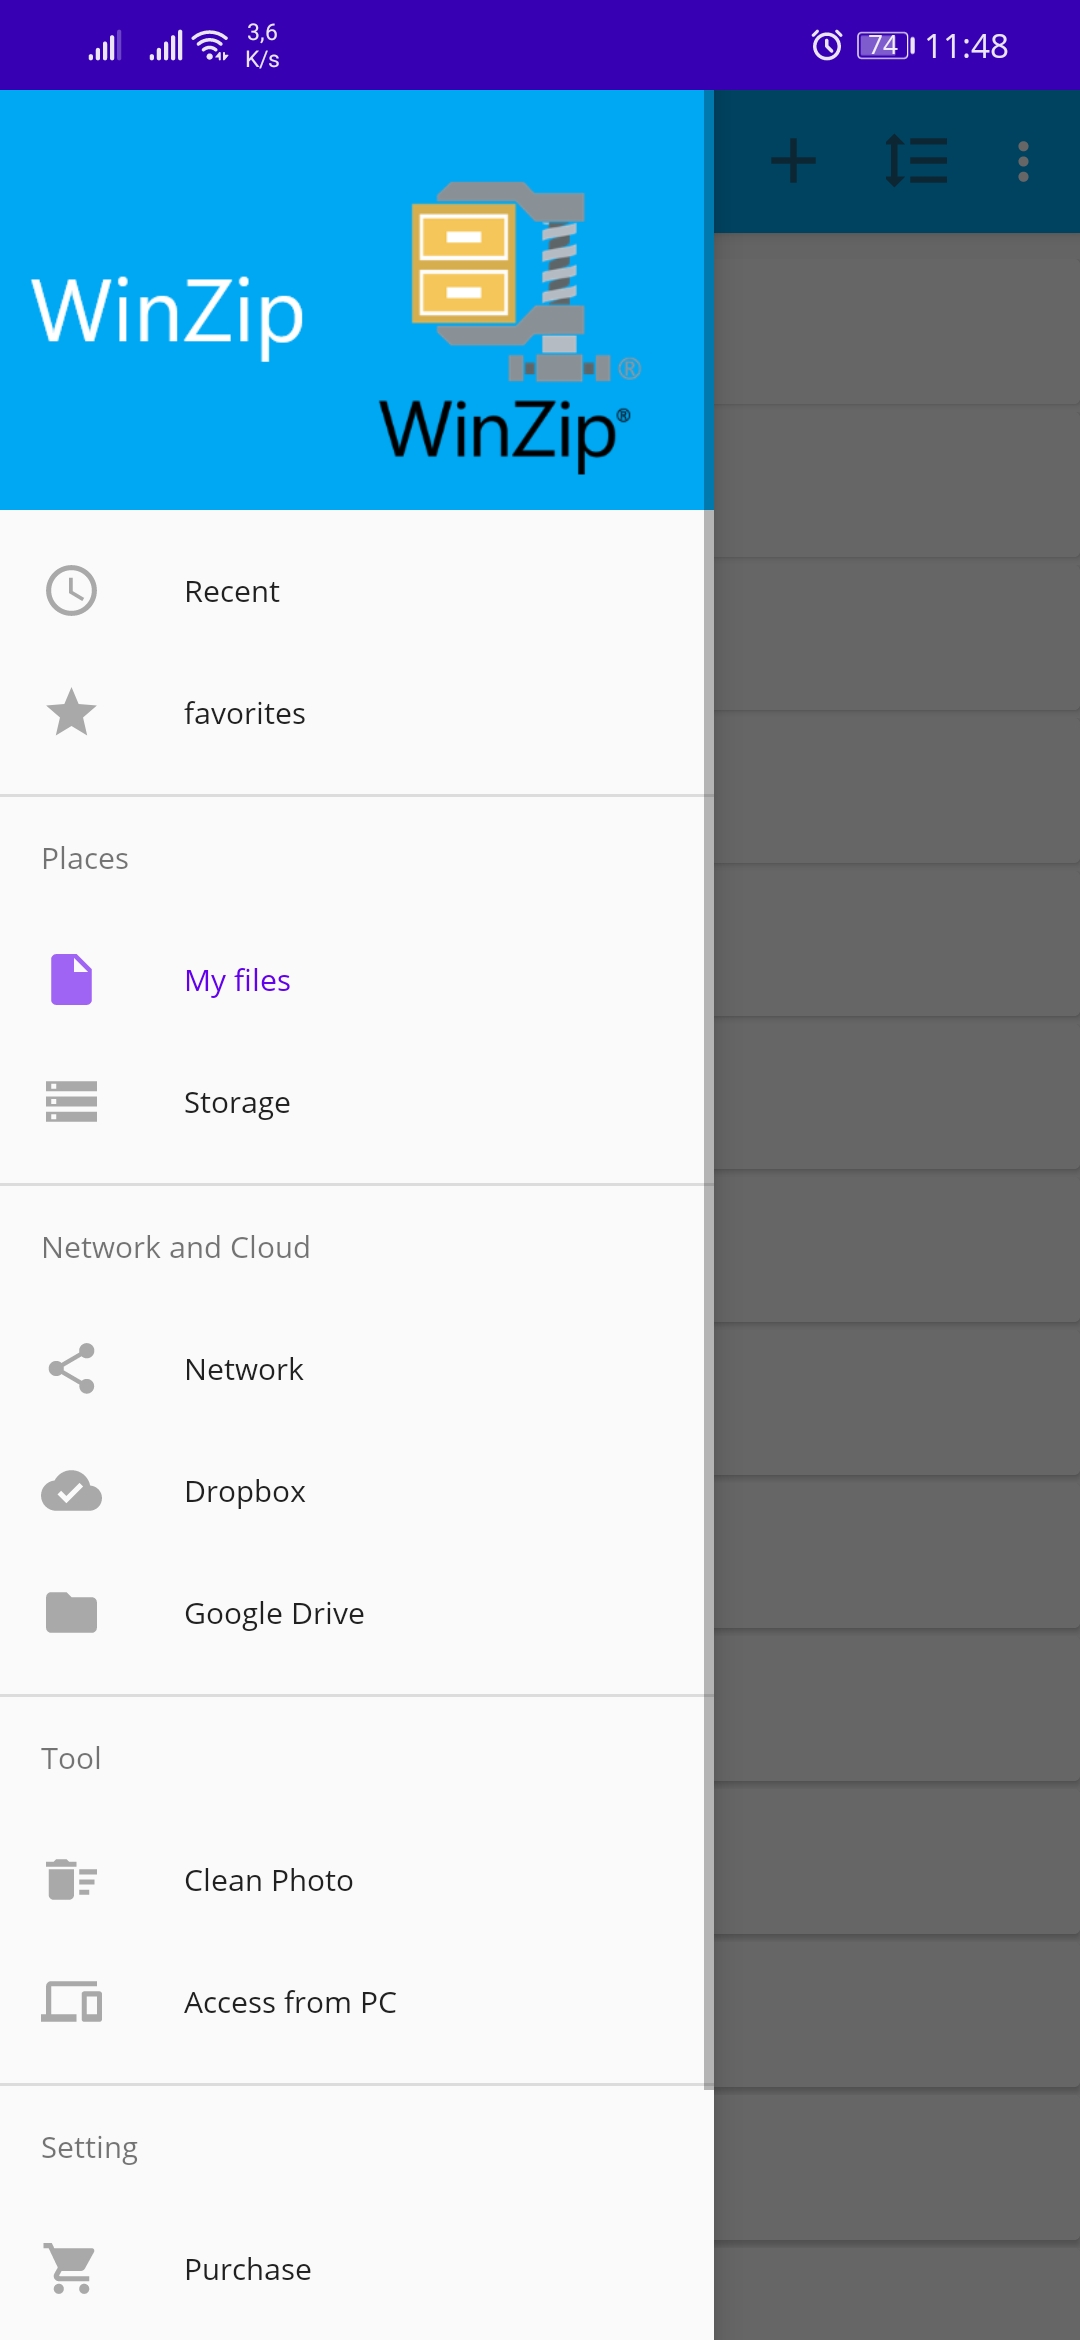 3,6
K/s
74
11:48
WinZip
®
WinZip®
Recent
favorites
Places
My files
Storage
Network and Cloud
Network
Dropbox
Google Drive
Tool
Clean Photo
Access from PC
Setting
Purchase